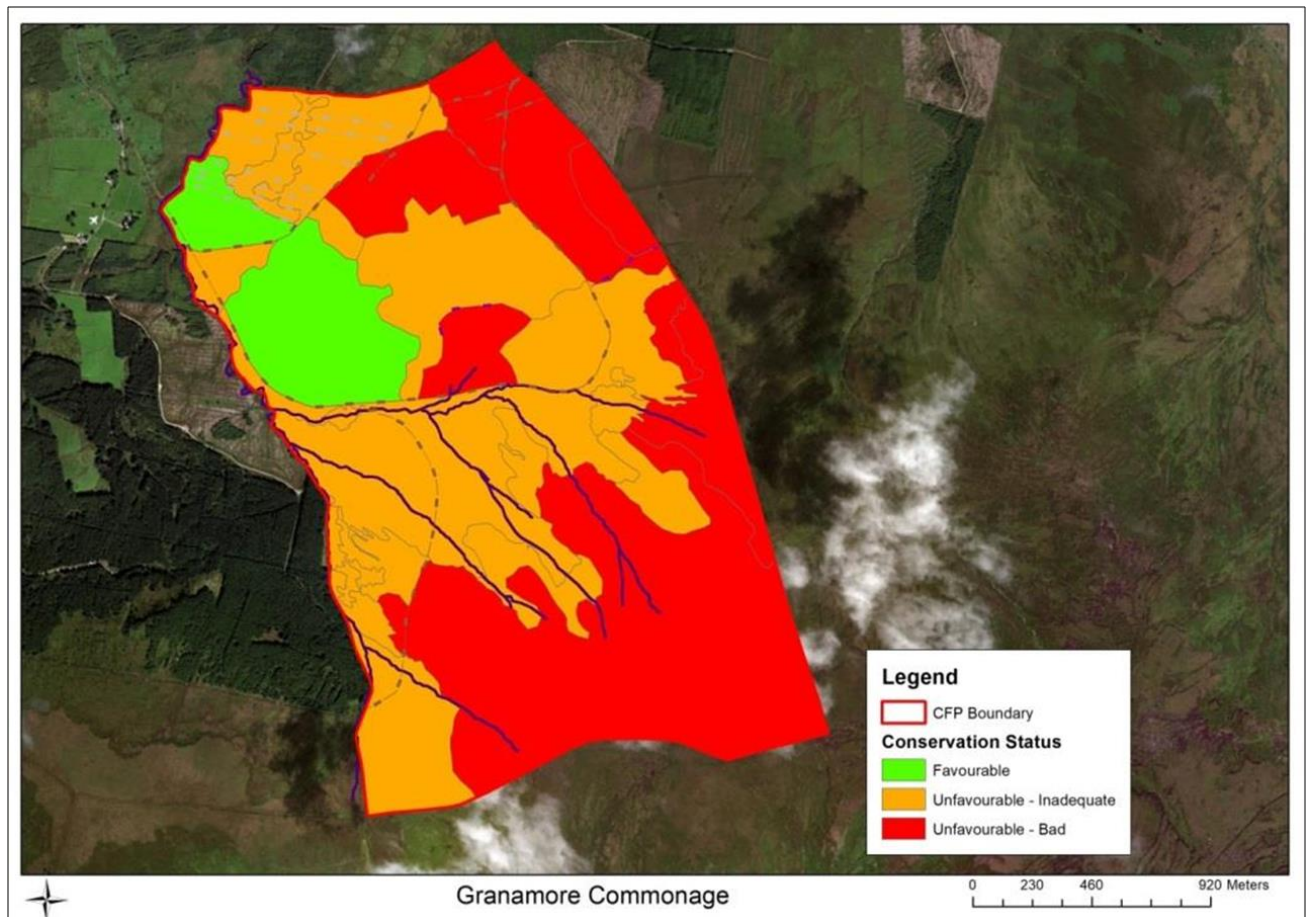 Legend
CFP Boundary
Conservation Status
Favourable
Unfavourable - Inadequate
Unfavourable - Bad
Granamore Commonage
0 230 460 920 Meters